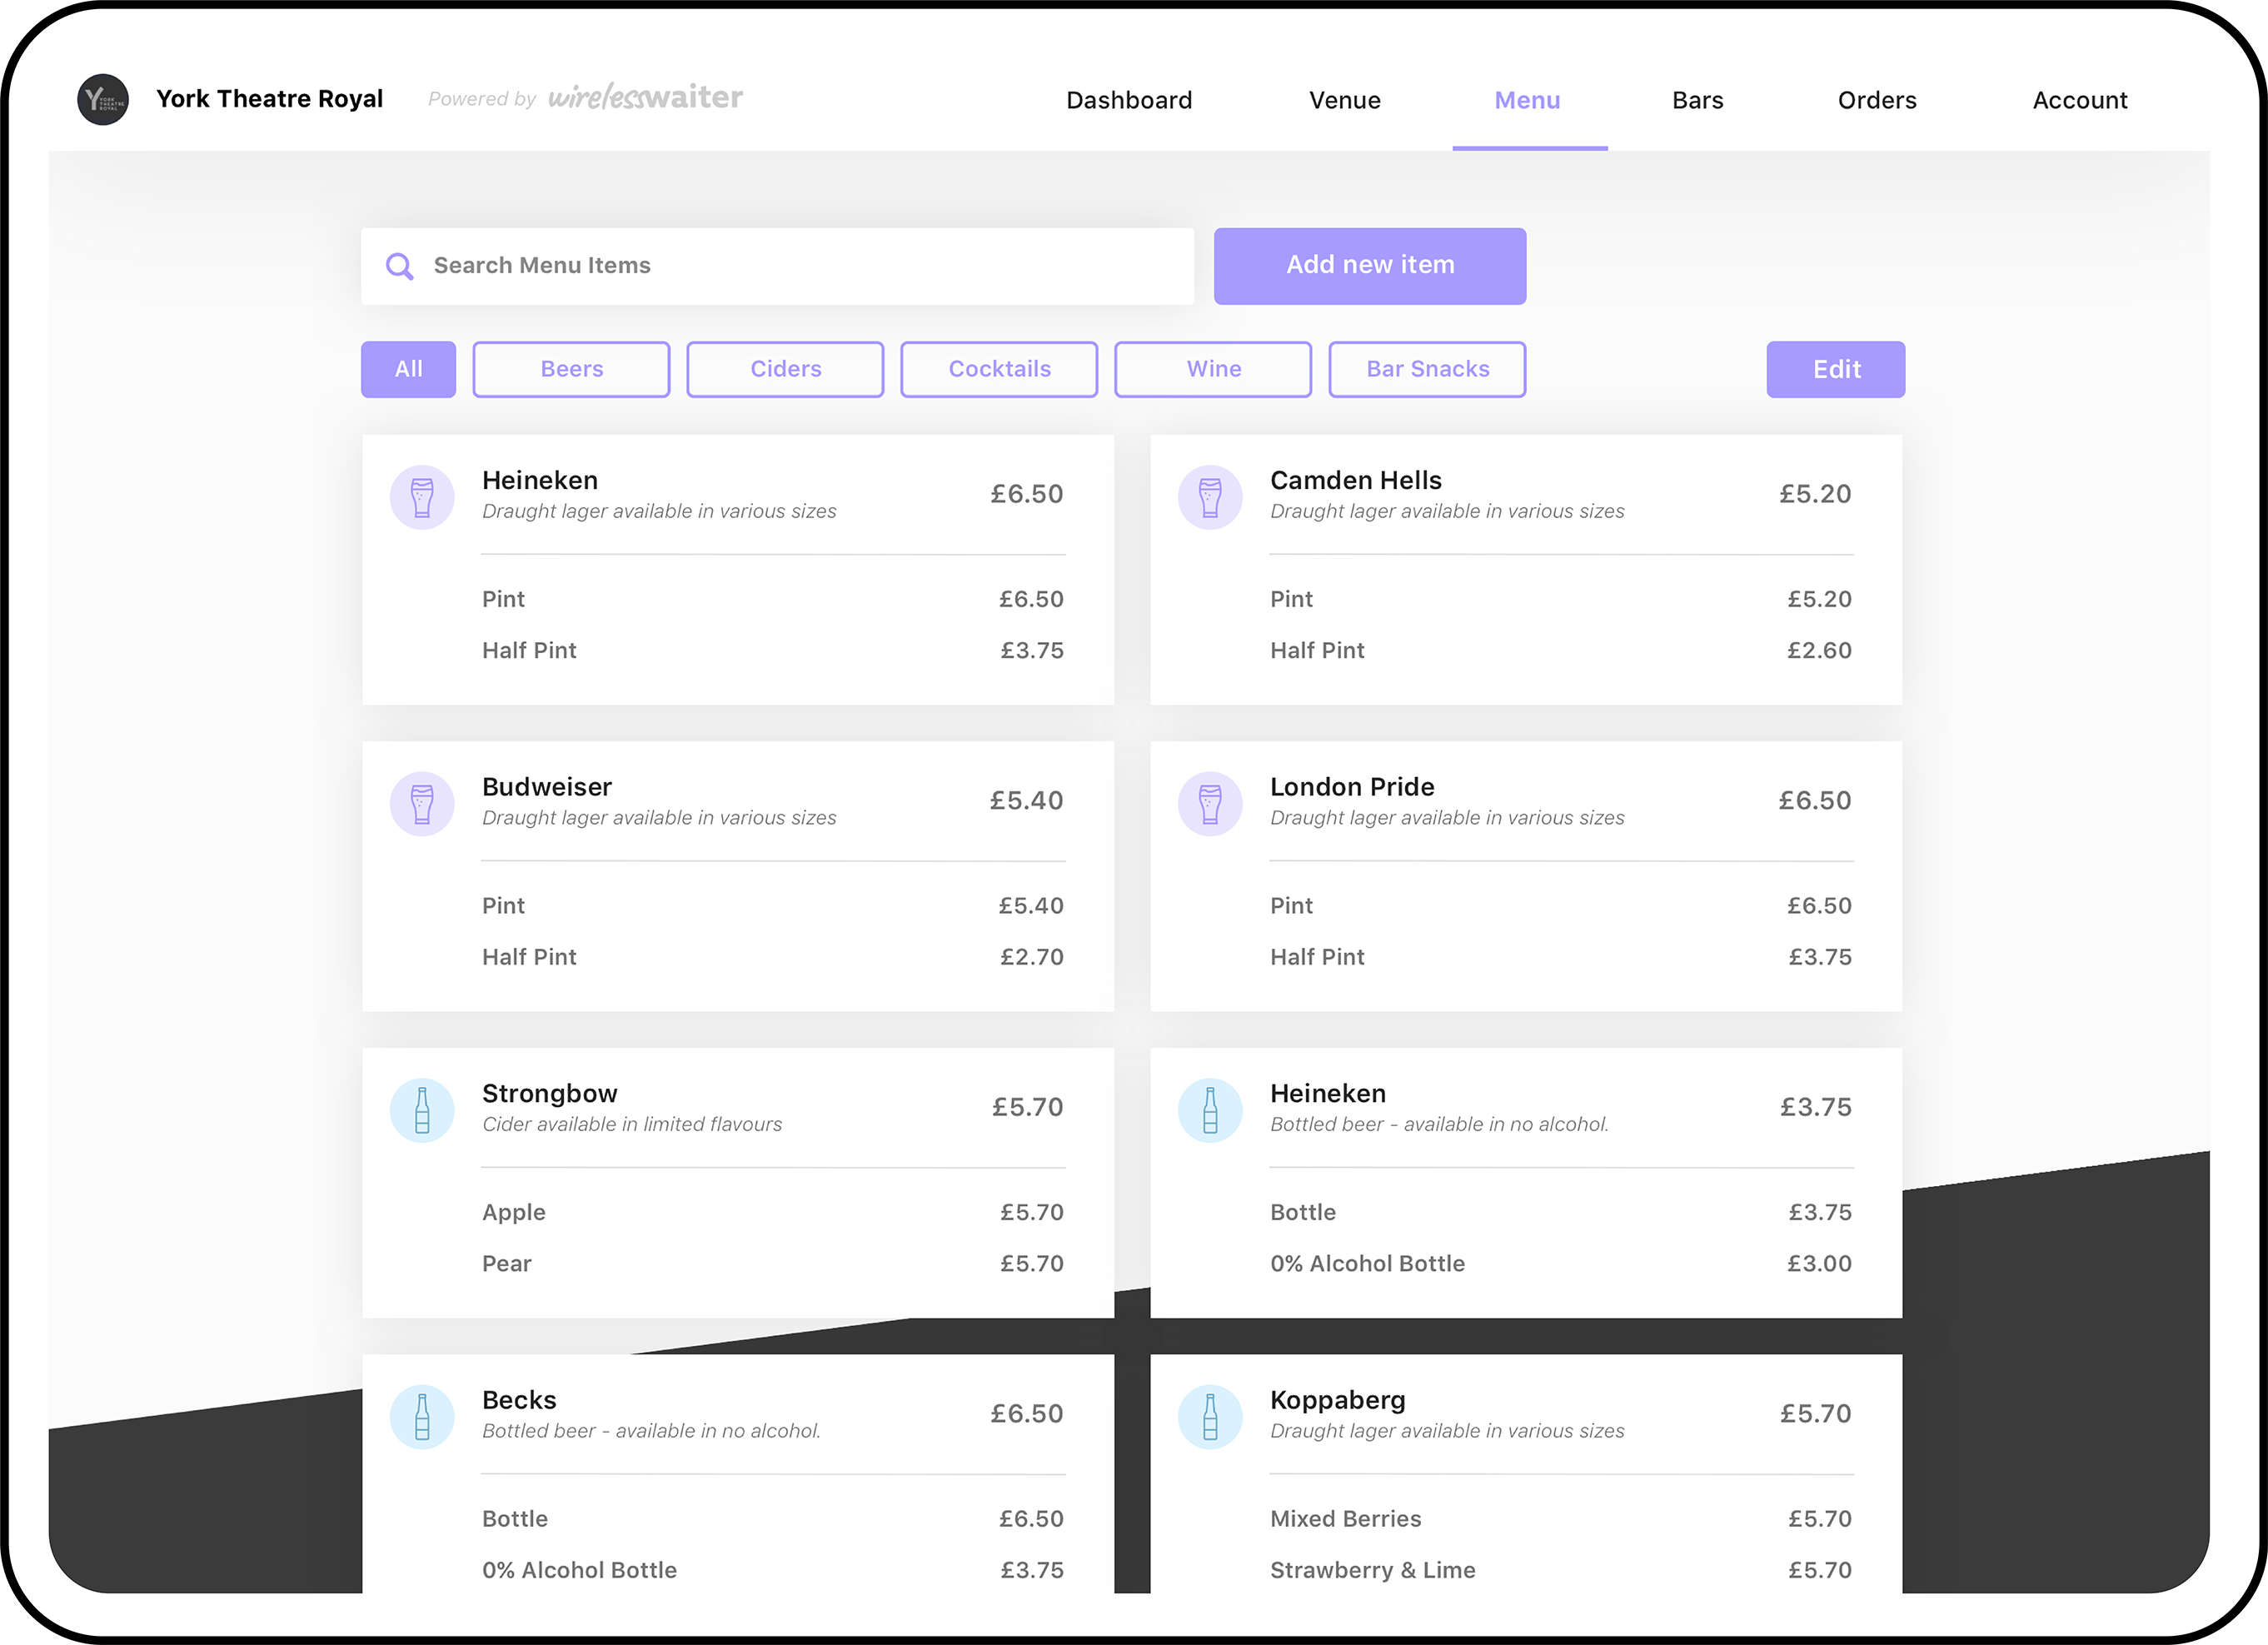 YORK THEATRE ROYAL
York Theatre Royal
Powered by wirelesswaiter
Dashboard
Venue
Menu
Bars
Orders
Account
Search Menu Items
Add new item
All
Beers
Ciders
Cocktails
Wine
Bar Snacks
Edit
Heineken
£6.50
Draught lager available in various sizes
Pint £6.50
Half Pint £3.75
Camden Hells
£5.20
Draught lager available in various sizes
Pint £5.20
Half Pint £2.60
Budweiser
£5.40
Draught lager available in various sizes
Pint £5.40
Half Pint £2.70
London Pride
£6.50
Draught lager available in various sizes
Pint £6.50
Half Pint £3.75
Strongbow
£5.70
Cider available in limited flavours
Apple £5.70
Pear £5.70
Heineken
£3.75
Bottled beer - available in no alcohol.
Bottle £3.75
0% Alcohol Bottle £3.00
Becks
£6.50
Bottled beer - available in no alcohol.
Bottle £6.50
0% Alcohol Bottle £3.75
Koppaberg
£5.70
Draught lager available in various sizes
Mixed Berries £5.70
Strawberry & Lime £5.70